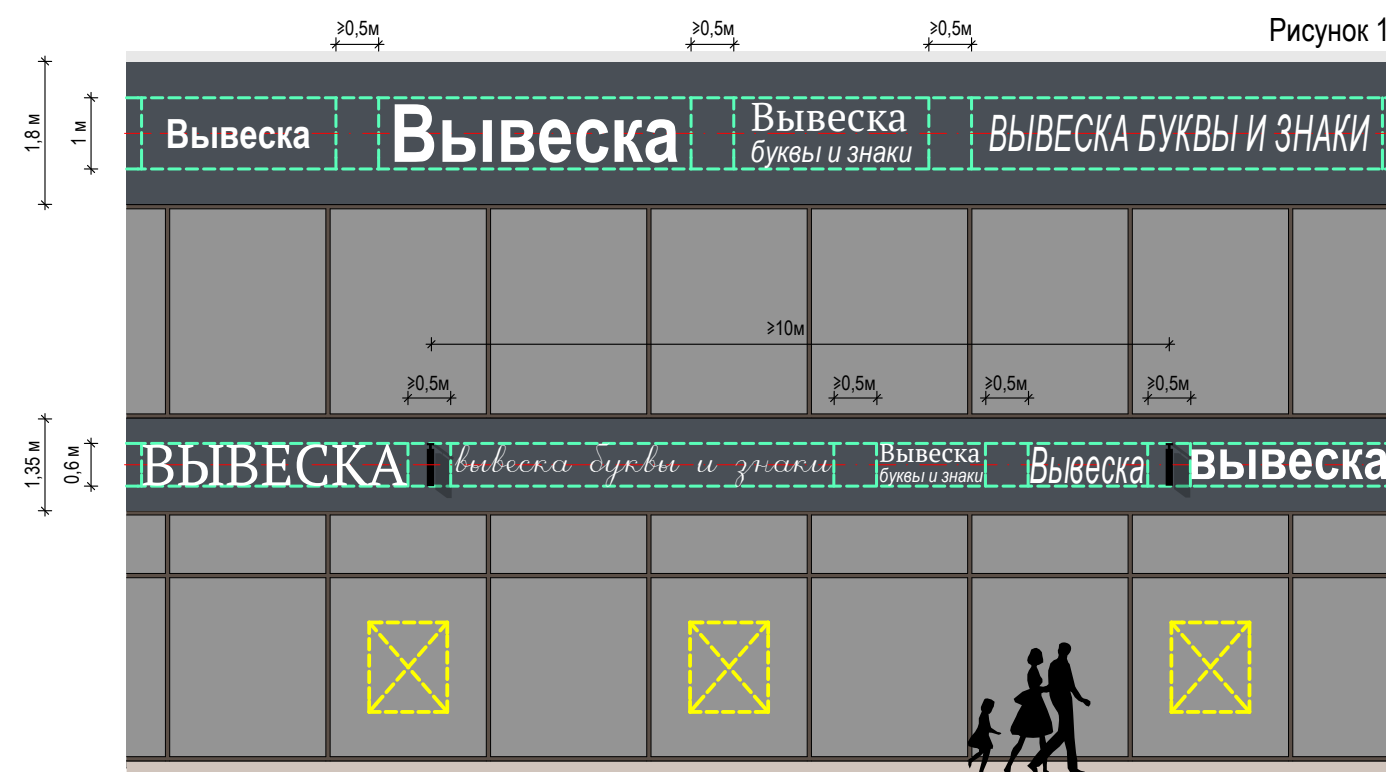 ≥0,5м ≥0,5м ≥0,5м Рисунок 1
1,8 м
1 м
Вывеска Вывеска Вывеска ВЫВЕСКА БУКВЫ И ЗНАКИ
буквы и знаки
≥10м
≥0,5м ≥0,5м ≥0,5м ≥0,5м
1,35 м
0,6 м
ВЫВЕСКА вывеска буквы и знаки Вывеска Вывеска вывеска
буквы и знаки